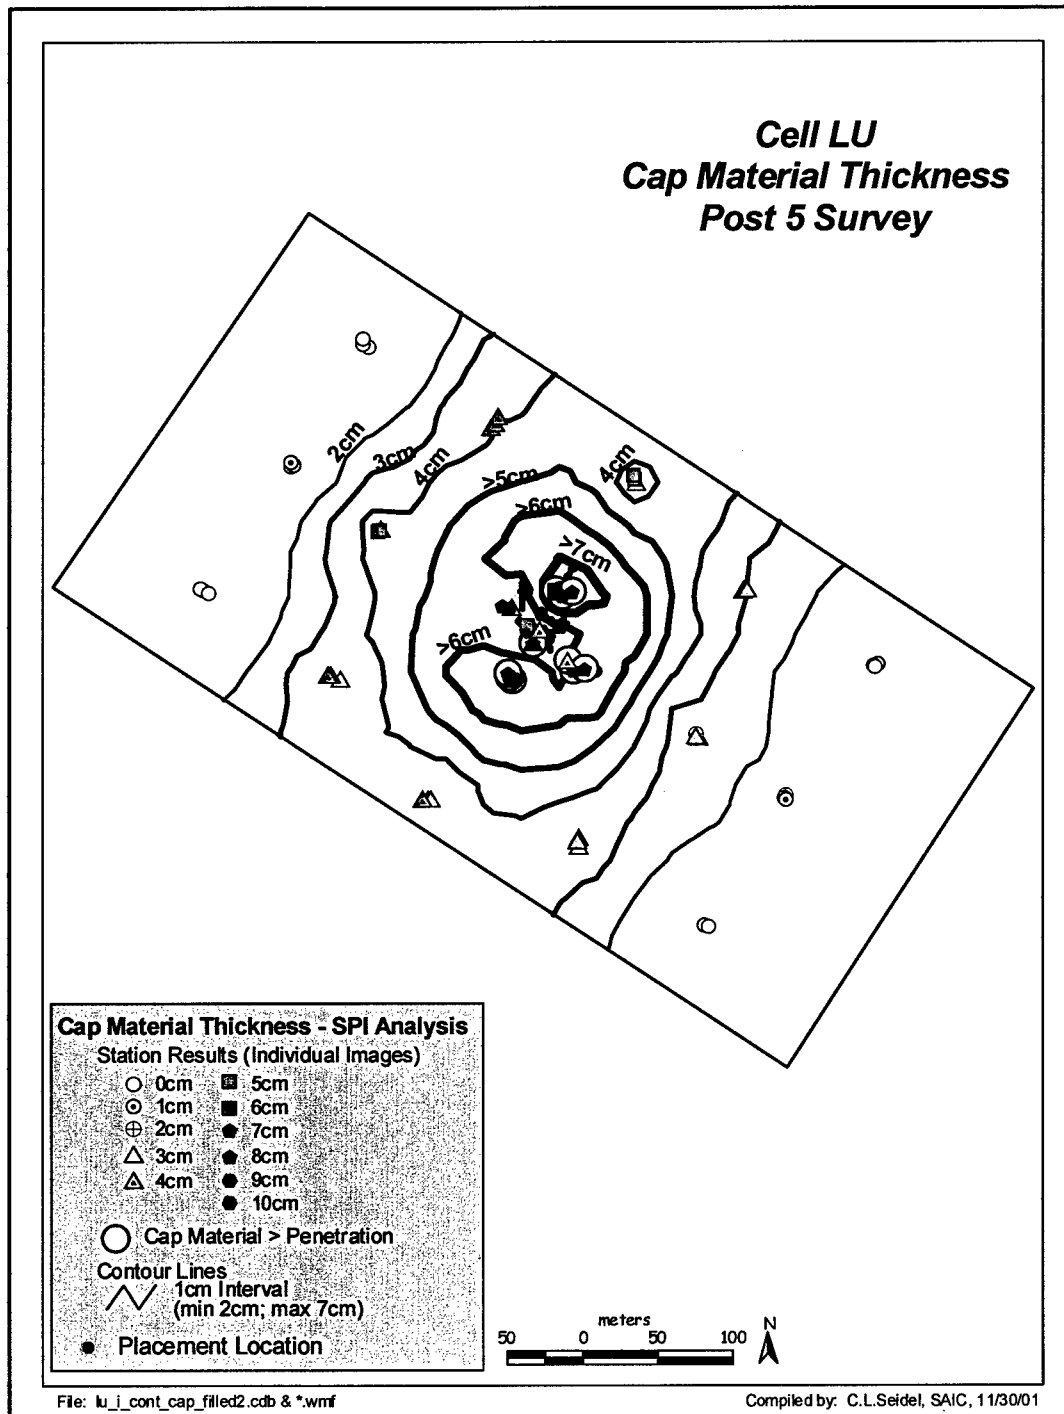 Cell LU
Cap Material Thickness
Post 5 Survey
2cm
3cm
4cm
>5cm
4cm
>6cm
>7cm
>6cm
Cap Material Thickness - SPI Analysis
Station Results (Individual Images)
0cm 5cm
1cm 6cm
2cm 7cm
3cm 8cm
4cm 9cm
10cm
Cap Material > Penetration
Contour Lines
1cm Interval
(min 2cm; max 7cm)
Placement Location
meters
50 0 50 100
N
File: lu_i_cont_cap_filled2.cdb & *.wmf
Compiled by: C.L.Seidel, SAIC, 11/30/01